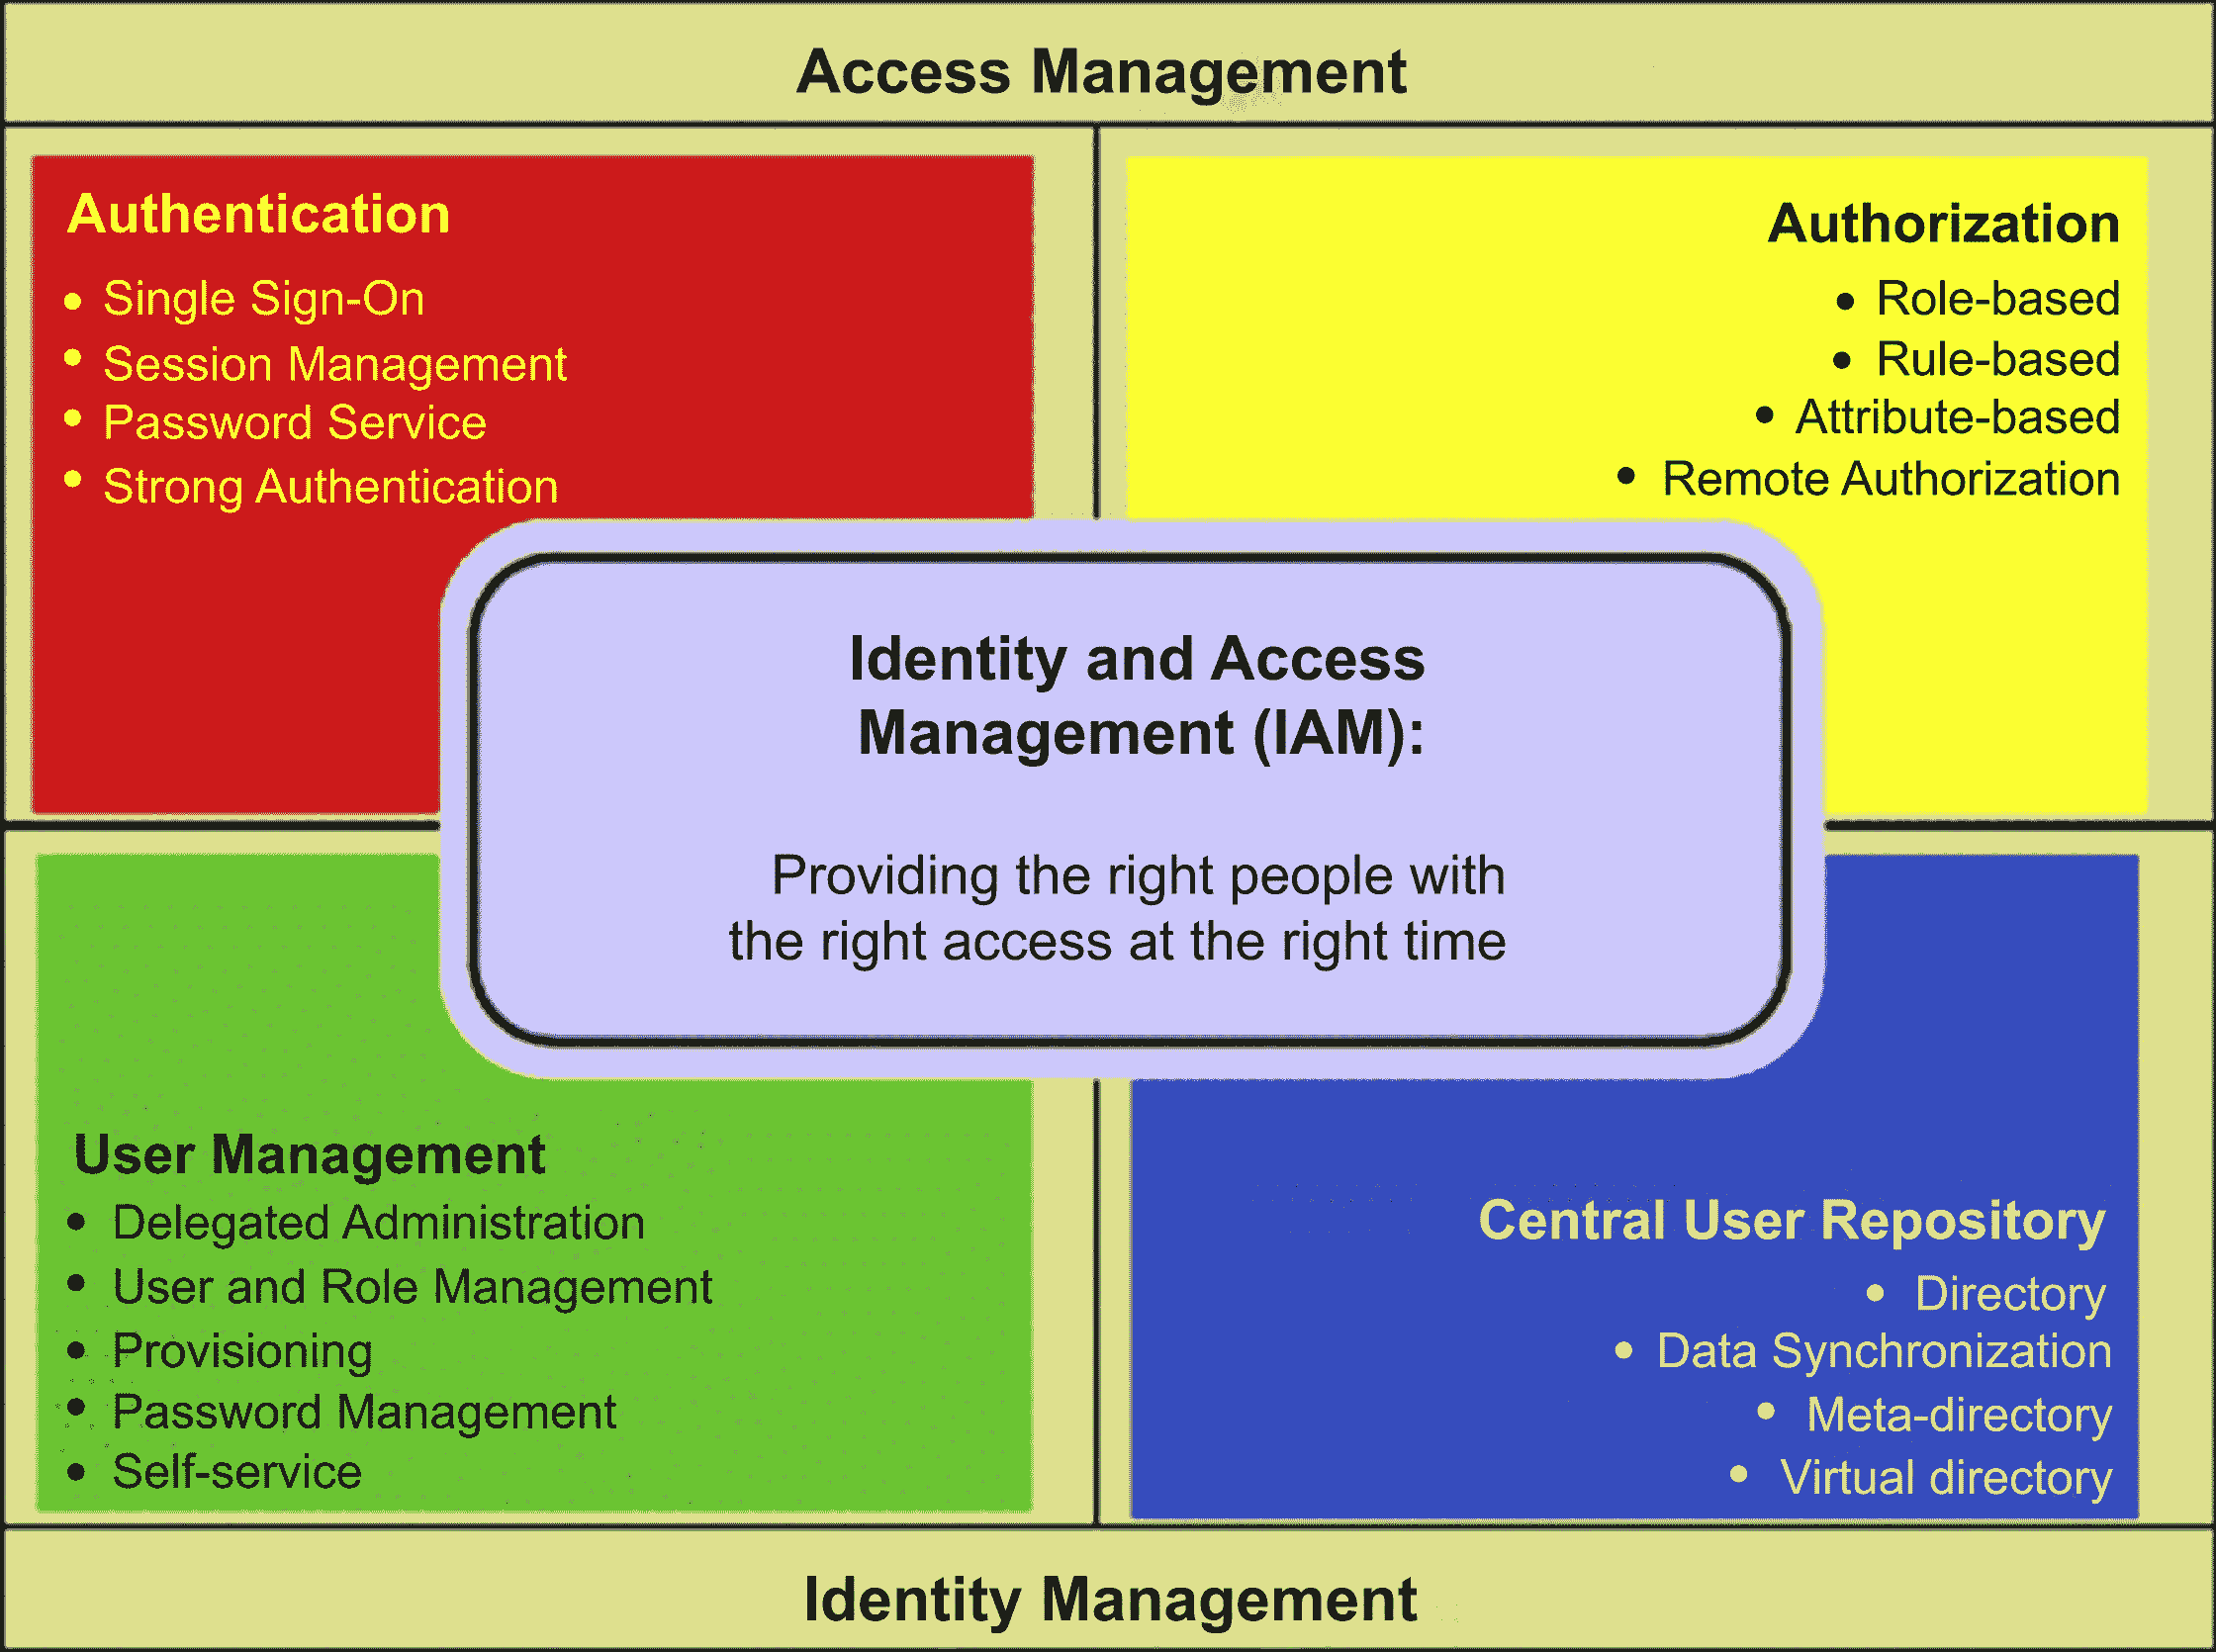 Access Management
Authentication
• Single Sign-On
• Session Management
• Password Service
• Strong Authentication
Authorization
• Role-based
• Rule-based
• Attribute-based
• Remote Authorization
Identity and Access
Management (IAM):
Providing the right people with
the right access at the right time
User Management
• Delegated Administration
• User and Role Management
• Provisioning
• Password Management
• Self-service
Central User Repository
• Directory
• Data Synchronization
• Meta-directory
• Virtual directory
Identity Management